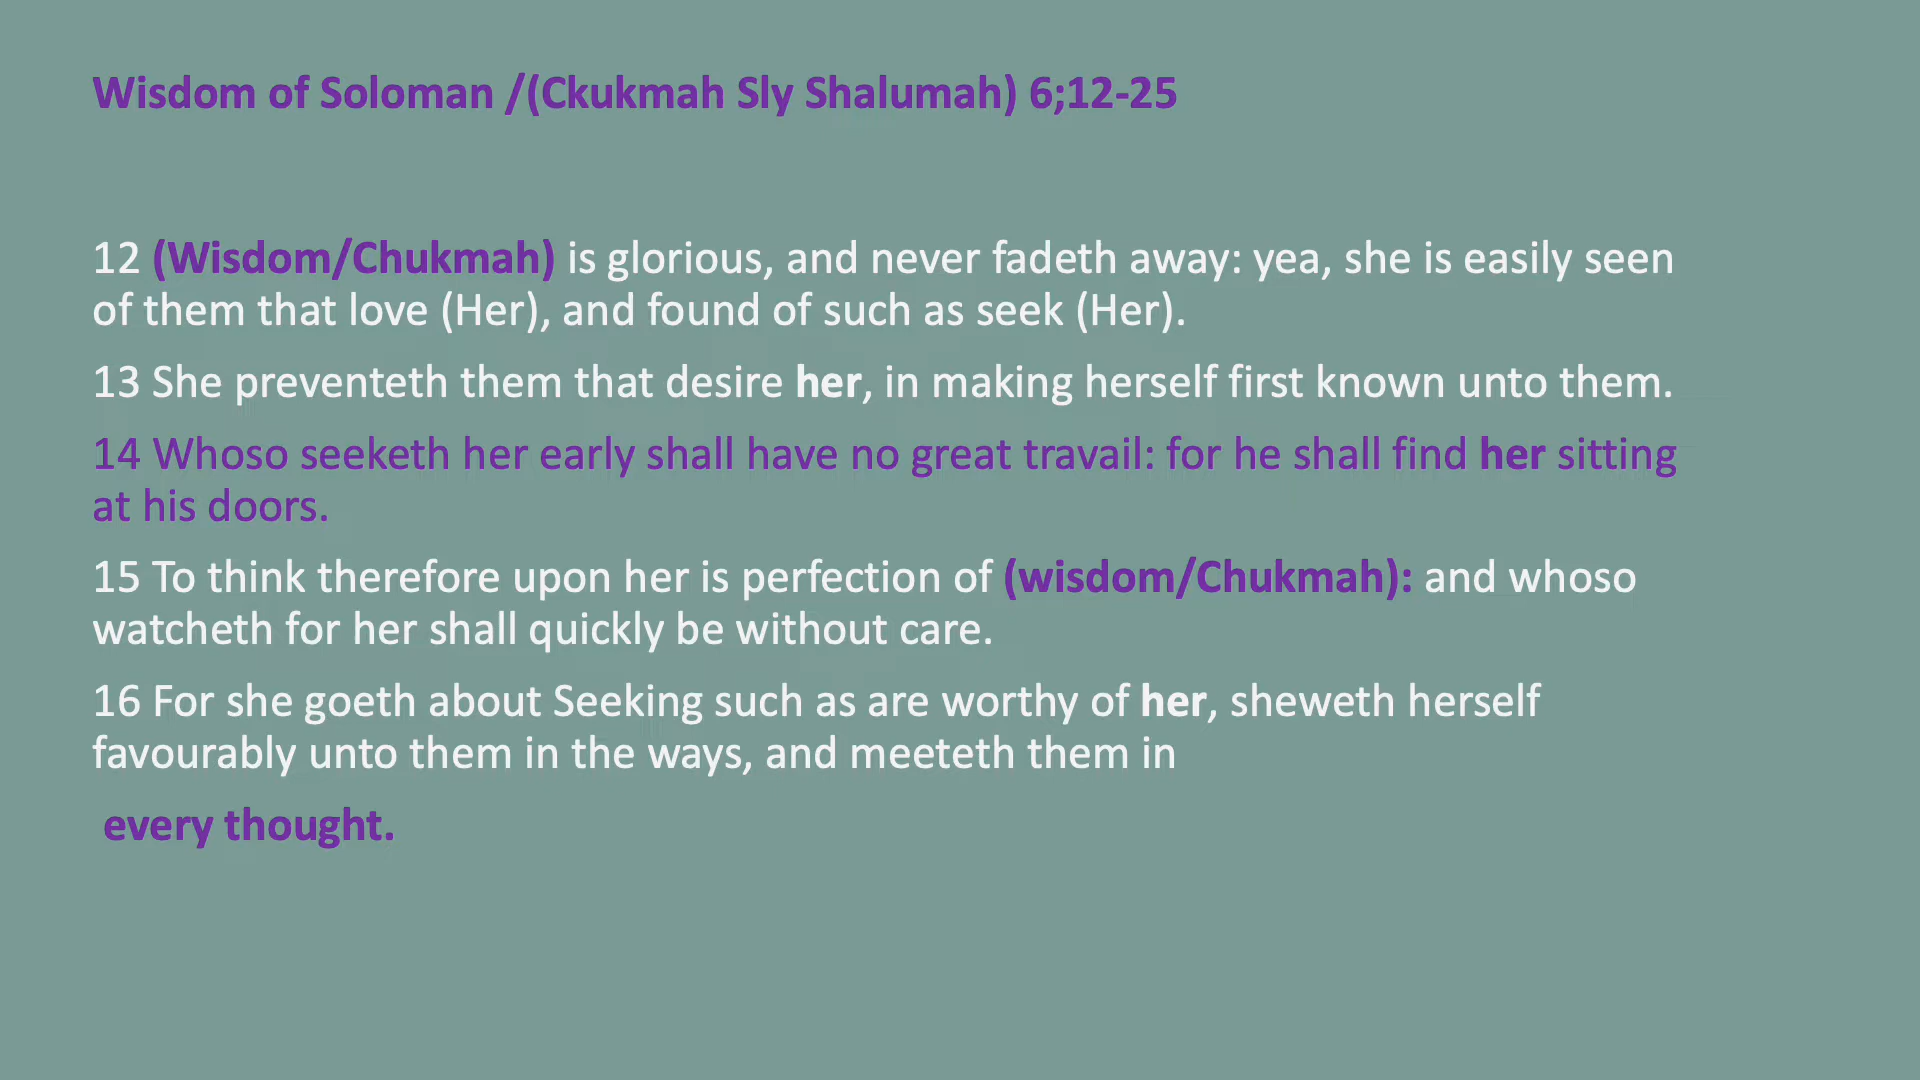 Wisdom of Soloman /(Ckukmah Sly Shalumah) 6;12-25
12 (Wisdom/Chukmah) is glorious, and never fadeth away: yea, she is easily seen
of them that love (Her), and found of such as seek (Her).
13 She preventeth them that desire her, in making herself first known unto them.
14 Whoso seeketh her early shall have no great travail: for he shall find her sitting
at his doors.
15 To think therefore upon her is perfection of (wisdom/Chukmah): and whoso
watcheth for her shall quickly be without care.
16 For she goeth about Seeking such as are worthy of her, sheweth herself
favourably unto them in the ways, and meeteth them in
every thought.